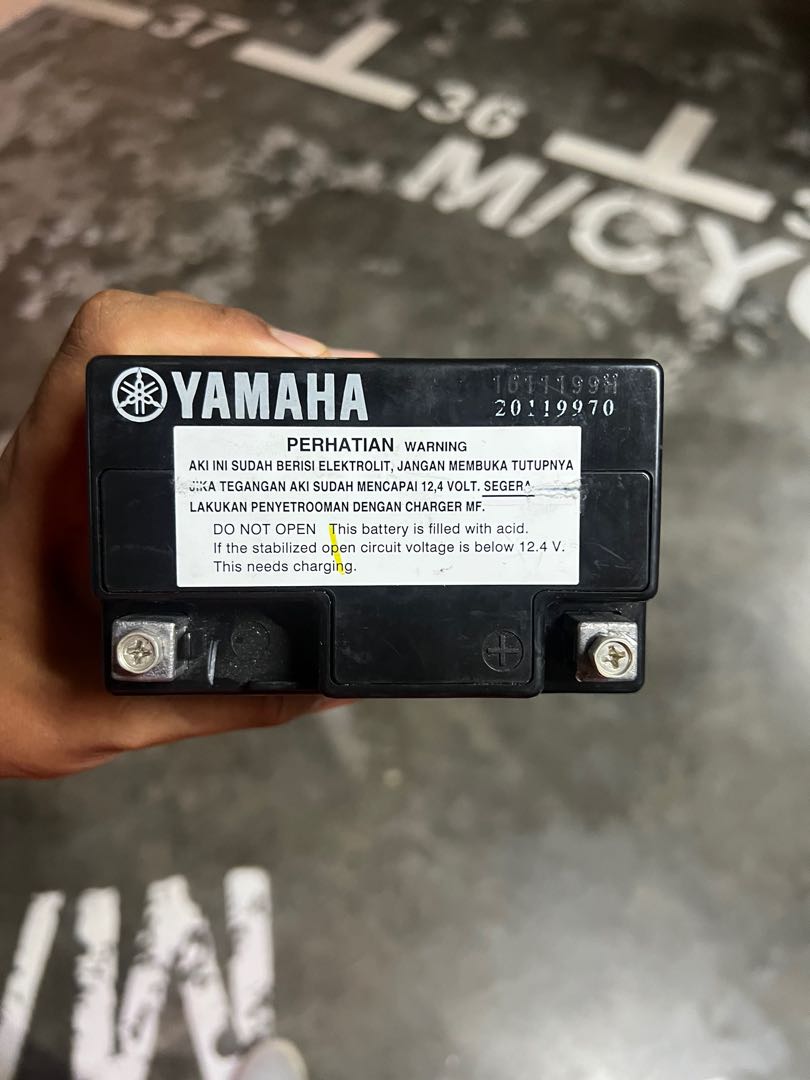 37
36
M/CYC
YAMAHA
1611199M
20119970
PERHATIAN WARNING
AKI INI SUDAH BERISI ELEKTROLIT, JANGAN MEMBUKA TUTUPNYA
JIKA TEGANGAN AKI SUDAH MENCAPAI 12,4 VOLT. SEGERA
LAKUKAN PENYETROOMAN DENGAN CHARGER MF.
DO NOT OPEN This battery is filled with acid.
If the stabilized open circuit voltage is below 12.4 V.
This needs charging.
+